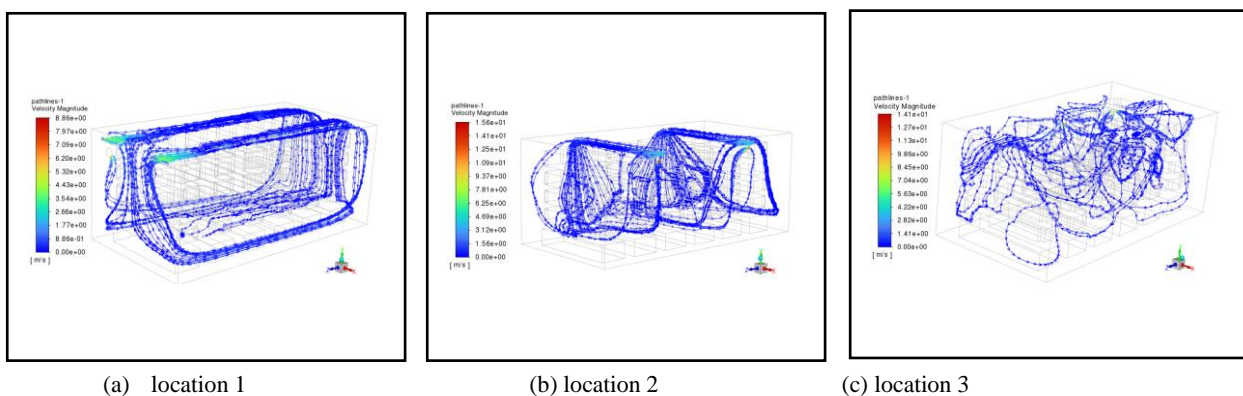 pathlines-1
Velocity Magnitude
8.86e+00
7.97e+00
7.09e+00
6.20e+00
5.32e+00
4.43e+00
3.54e+00
2.66e+00
1.77e+00
8.86e-01
0.00e+00
[ m/s ]
Y
Z
X
pathlines-1
Velocity Magnitude
1.56e+01
1.41e+01
1.25e+01
1.09e+01
9.37e+00
7.81e+00
6.25e+00
4.69e+00
3.12e+00
1.56e+00
0.00e+00
[ m/s ]
Y
Z
X
pathlines-1
Velocity Magnitude
1.41e+01
1.27e+01
1.13e+01
9.86e+00
8.45e+00
7.04e+00
5.63e+00
4.22e+00
2.82e+00
1.41e+00
0.00e+00
[ m/s ]
Y
Z
X
(a) location 1
(b) location 2
(c) location 3